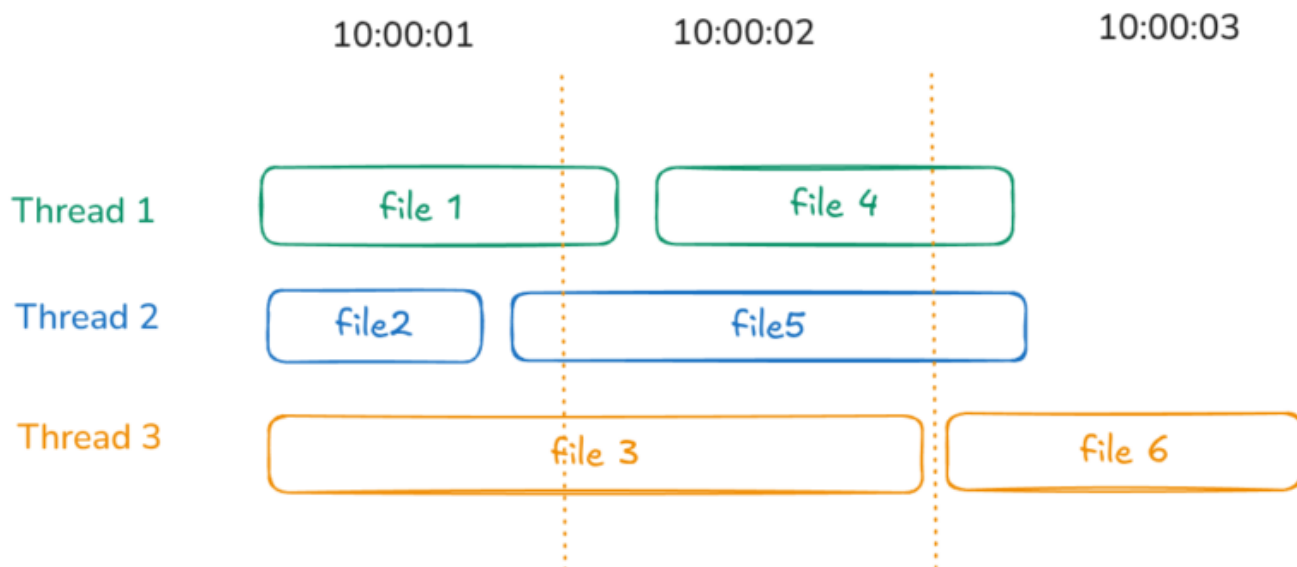 10:00:01 10:00:02 10:00:03
Thread 1 file 1 file 4
Thread 2 file2 file5
Thread 3 file 3 file 6